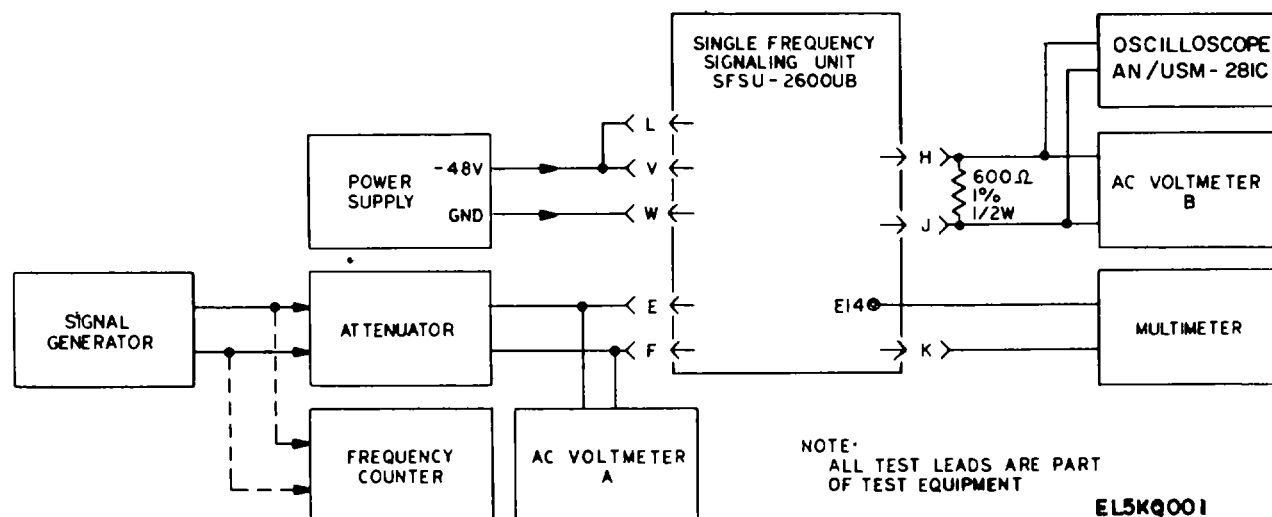 SINGLE FREQUENCY
SIGNALING UNIT
SFSU-2600UB
OSCILLOSCOPE
AN/USM-281C
POWER
SUPPLY
-48V
GND
L
V
W
H
J
600Ω
1%
1/2W
AC VOLTMETER
B
SIGNAL
GENERATOR
ATTENUATOR
E
F
E14
K
MULTIMETER
FREQUENCY
COUNTER
AC VOLTMETER
A
NOTE:
ALL TEST LEADS ARE PART
OF TEST EQUIPMENT
EL5KQ001